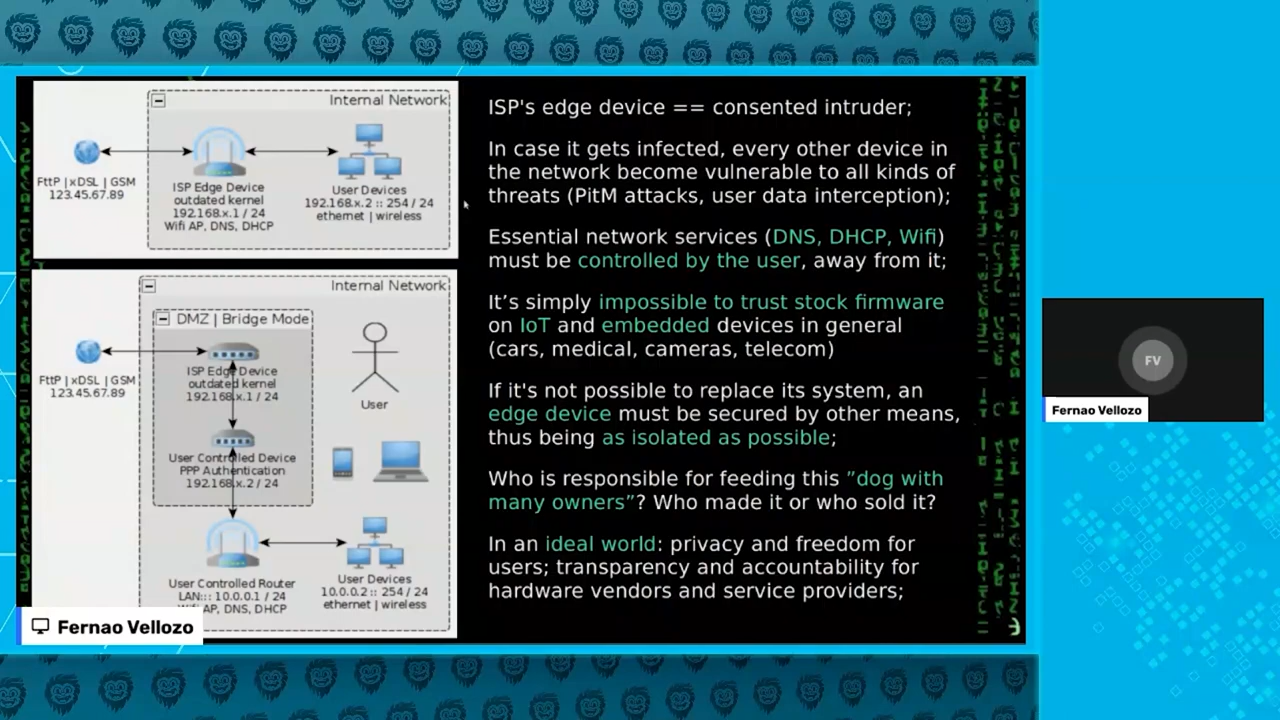 Internal Network
FttP | xDSL | GSM
123.45.67.89
ISP Edge Device
outdated kernel
192.168.x.1 / 24
Wifi AP, DNS, DHCP
User Devices
192.168.x.2 :: 254 / 24
ethernet | wireless
Internal Network
DMZ | Bridge Mode
FttP | xDSL | GSM
123.45.67.89
ISP Edge Device
outdated kernel
192.168.x.1 / 24
User
User Controlled Device
PPP Authentication
192.168.x.2 / 24
User Controlled Router
LAN::: 10.0.0.1 / 24
Wifi AP, DNS, DHCP
User Devices
10.0.0.2 :: 254 / 24
ethernet | wireless
Fernao Vellozo
ISP's edge device == consented intruder;
In case it gets infected, every other device in
the network become vulnerable to all kinds of
threats (PitM attacks, user data interception);
Essential network services (DNS, DHCP, Wifi)
must be controlled by the user, away from it;
It's simply impossible to trust stock firmware
on IoT and embedded devices in general
(cars, medical, cameras, telecom)
If it's not possible to replace its system, an
edge device must be secured by other means,
thus being as isolated as possible;
Who is responsible for feeding this ”dog with
many owners”? Who made it or who sold it?
In an ideal world: privacy and freedom for
users; transparency and accountability for
hardware vendors and service providers;
FV
Fernao Vellozo